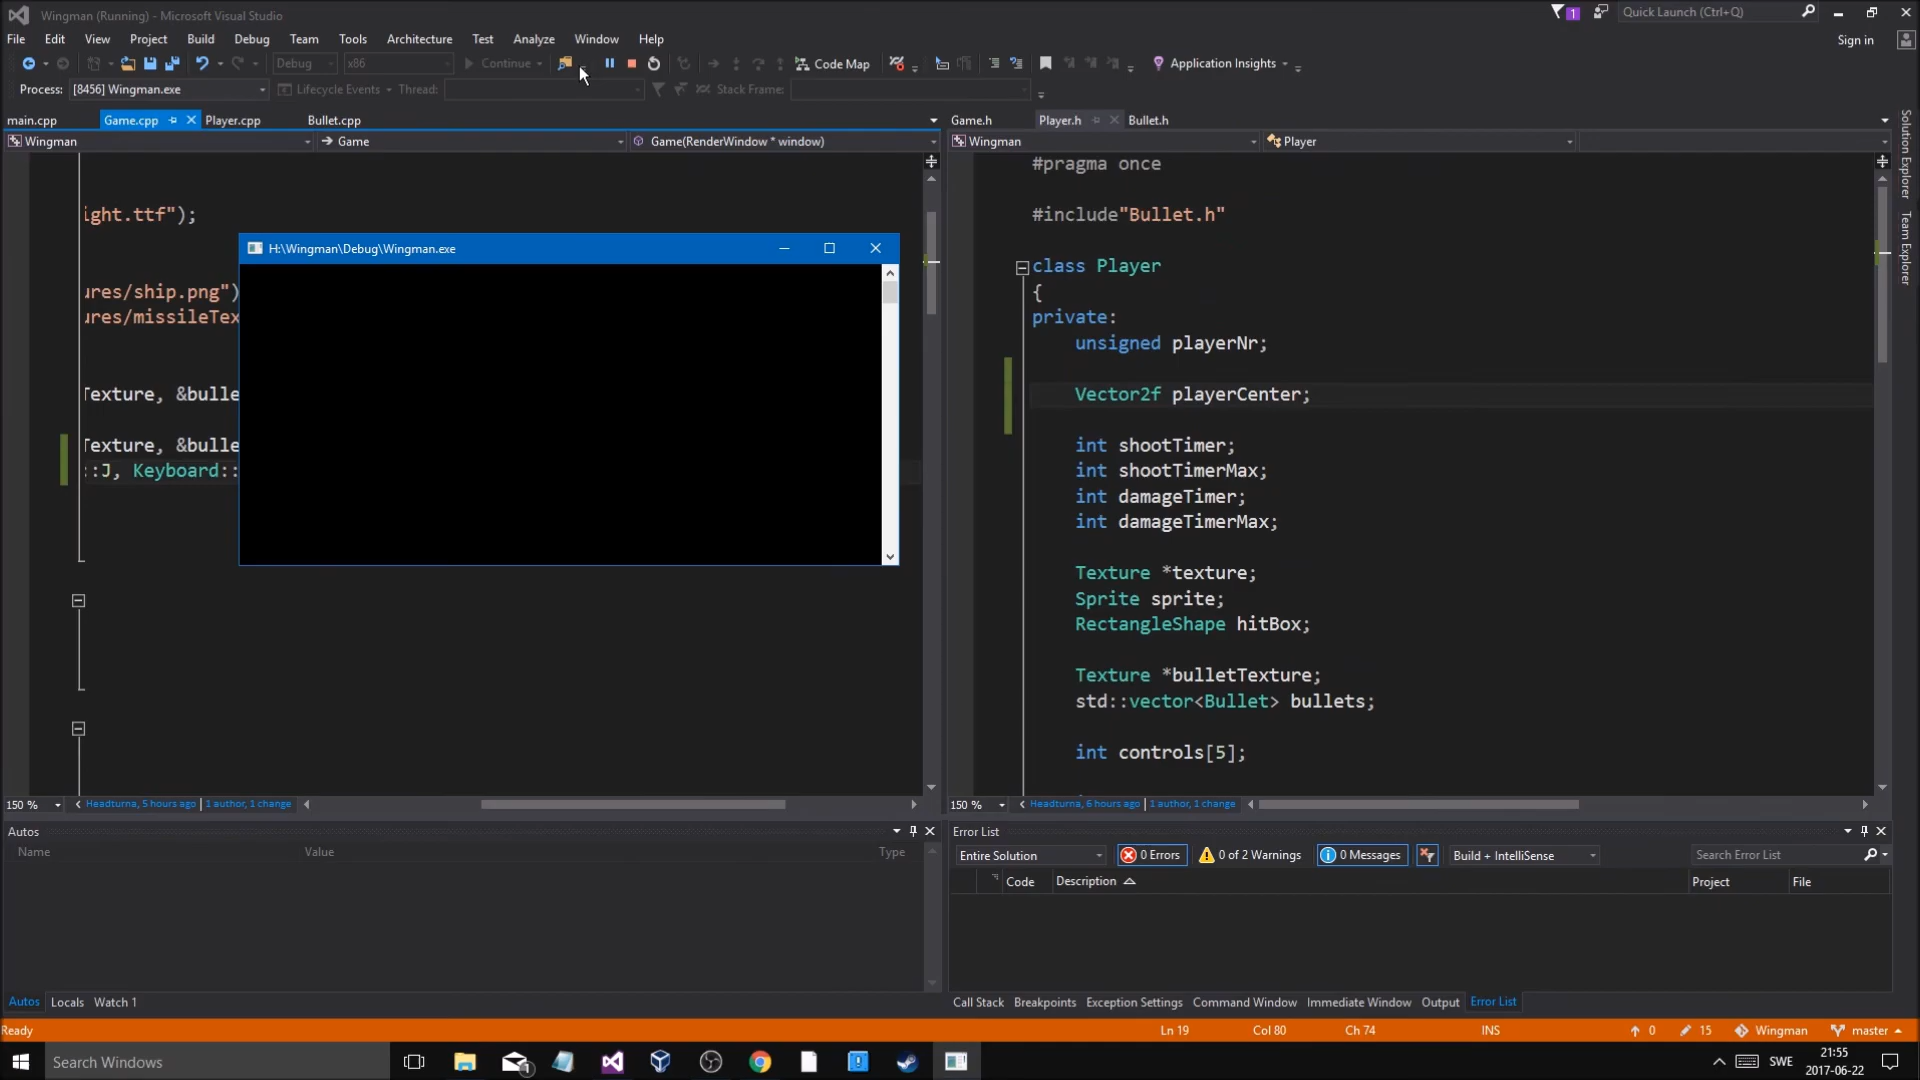 Wingman (Running) - Microsoft Visual Studio
1
Quick Launch (Ctrl+Q)
File Edit View Project Build Debug Team Tools Architecture Test Analyze Window Help
Sign in
Debug x86 Continue Code Map Application Insights
Process: [8456] Wingman.exe Lifecycle Events Thread: Stack Frame:
main.cpp Game.cpp Player.cpp Bullet.cpp
Wingman Game Game(RenderWindow * window)
ight.ttf");
ures/ship.png")
ures/missileTex
Texture, &bulle
Texture, &bulle
::J, Keyboard::
H:\Wingman\Debug\Wingman.exe
150 % Headturna, 5 hours ago | 1 author, 1 change
Game.h Player.h Bullet.h
Wingman Player
#pragma once
#include"Bullet.h"
class Player
{
private:
unsigned playerNr;
Vector2f playerCenter;
int shootTimer;
int shootTimerMax;
int damageTimer;
int damageTimerMax;
Texture *texture;
Sprite sprite;
RectangleShape hitBox;
Texture *bulletTexture;
std::vector<Bullet> bullets;
int controls[5];
150 % Headturna, 6 hours ago | 1 author, 1 change
Solution Explorer
Team Explorer
Autos
Name Value Type
Autos Locals Watch 1
Error List
Entire Solution 0 Errors 0 of 2 Warnings 0 Messages Build + IntelliSense Search Error List
Code Description Project File
Call Stack Breakpoints Exception Settings Command Window Immediate Window Output Error List
Ready Ln 19 Col 80 Ch 74 INS 0 15 Wingman master
Search Windows
1
SWE
21:55
2017-06-22